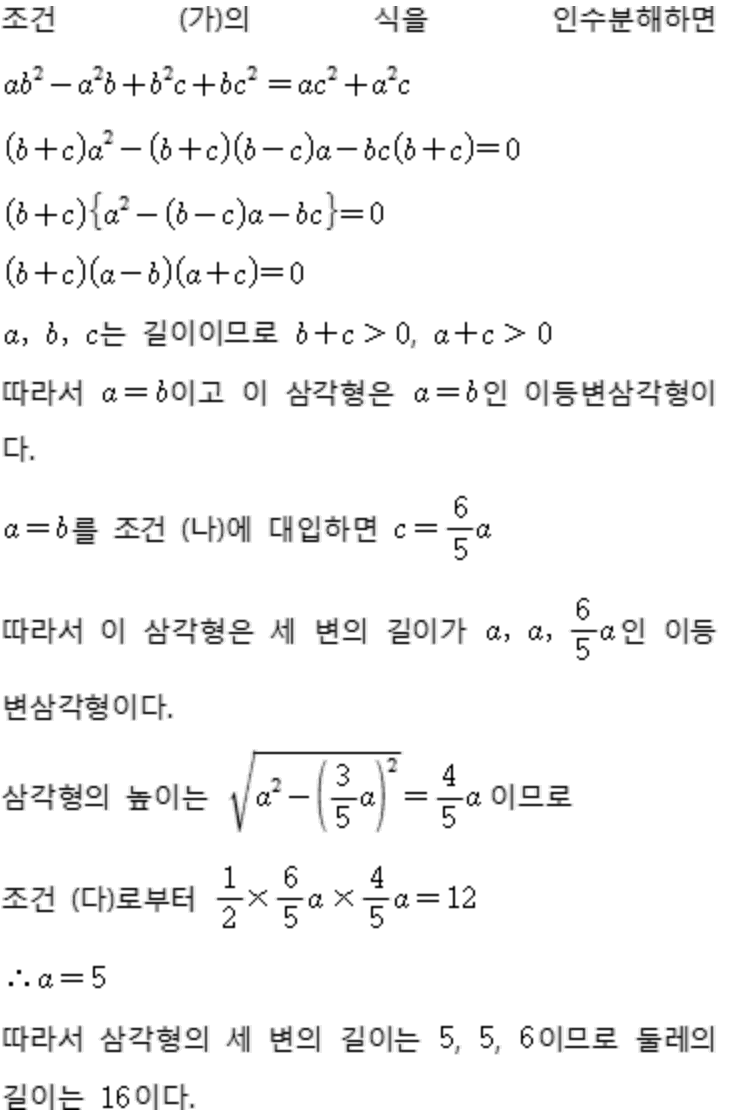 조건 (가)의 식을 인수분해하면
ab² − a²b + b²c + bc² = ac² + a²c
(b+c)a² − (b+c)(b−c)a − bc(b+c) = 0
(b+c){a² − (b−c)a − bc} = 0
(b+c)(a−b)(a+c) = 0
a, b, c는 길이이므로 b+c > 0, a+c > 0
따라서 a = b이고 이 삼각형은 a = b인 이등변삼각형이
다.
a = b를 조건 (나)에 대입하면 c = 6/5 a
따라서 이 삼각형은 세 변의 길이가 a, a, 6/5 a인 이등
변삼각형이다.
삼각형의 높이는 √(a² − (3/5 a)²) = 4/5 a 이므로
조건 (다)로부터 1/2 × 6/5 a × 4/5 a = 12
∴ a = 5
따라서 삼각형의 세 변의 길이는 5, 5, 6이므로 둘레의
길이는 16이다.